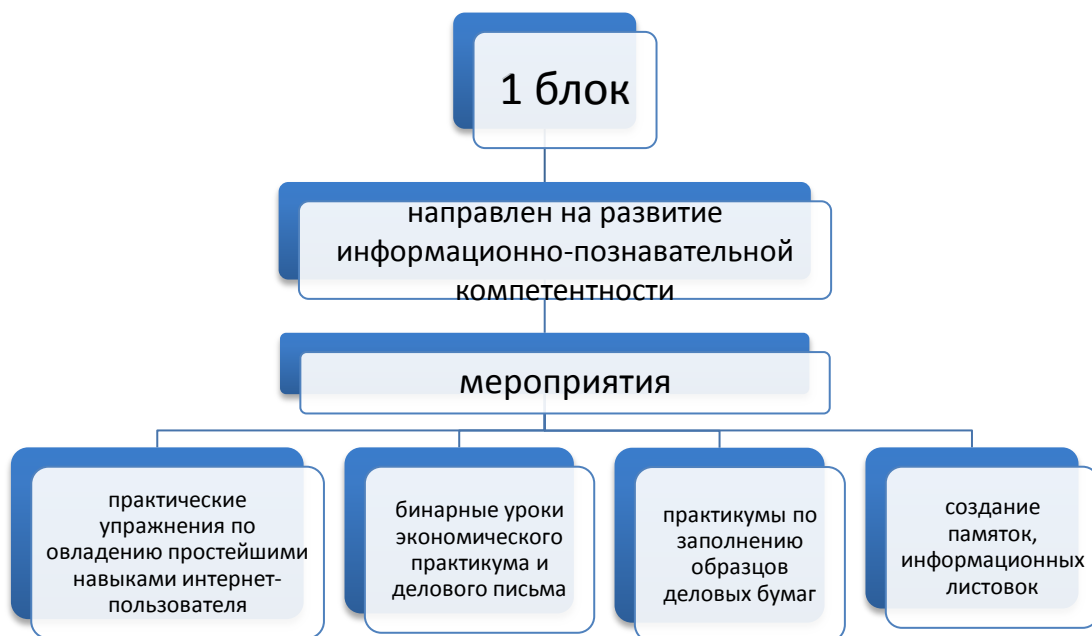 1 блок
направлен на развитие
информационно-познавательной
компетентности
мероприятия
практические
упражнения по
овладению простейшими
навыками интернет-
пользователя
бинарные уроки
экономического
практикума и
делового письма
практикумы по
заполнению
образцов
деловых бумаг
создание
памяток,
информационных
листовок